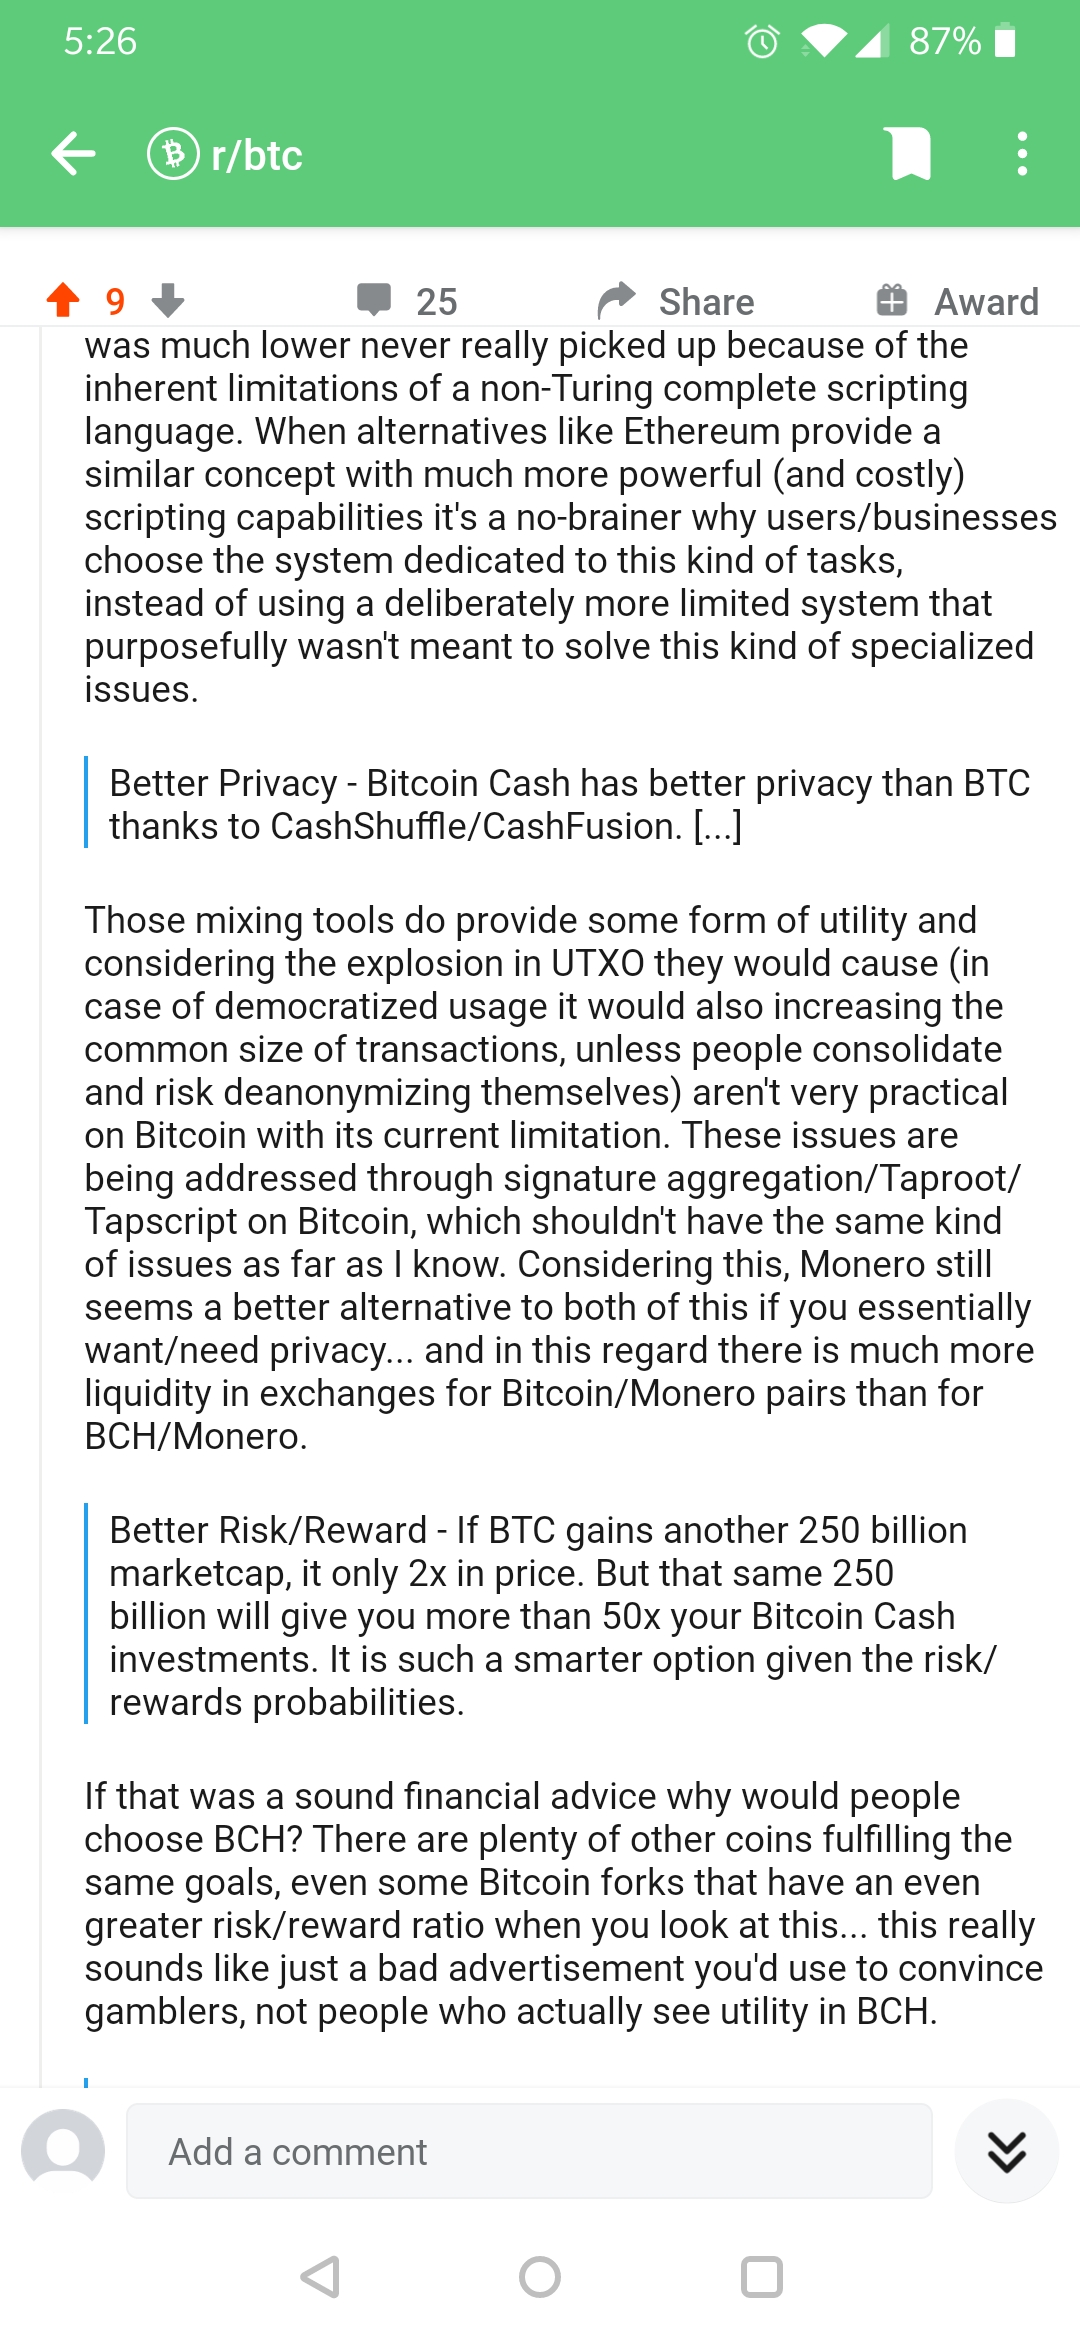 5:26
87%
r/btc
9
25
Share
Award
was much lower never really picked up because of the
inherent limitations of a non-Turing complete scripting
language. When alternatives like Ethereum provide a
similar concept with much more powerful (and costly)
scripting capabilities it's a no-brainer why users/businesses
choose the system dedicated to this kind of tasks,
instead of using a deliberately more limited system that
purposefully wasn't meant to solve this kind of specialized
issues.
Better Privacy - Bitcoin Cash has better privacy than BTC
thanks to CashShuffle/CashFusion. [...]
Those mixing tools do provide some form of utility and
considering the explosion in UTXO they would cause (in
case of democratized usage it would also increasing the
common size of transactions, unless people consolidate
and risk deanonymizing themselves) aren't very practical
on Bitcoin with its current limitation. These issues are
being addressed through signature aggregation/Taproot/
Tapscript on Bitcoin, which shouldn't have the same kind
of issues as far as I know. Considering this, Monero still
seems a better alternative to both of this if you essentially
want/need privacy... and in this regard there is much more
liquidity in exchanges for Bitcoin/Monero pairs than for
BCH/Monero.
Better Risk/Reward - If BTC gains another 250 billion
marketcap, it only 2x in price. But that same 250
billion will give you more than 50x your Bitcoin Cash
investments. It is such a smarter option given the risk/
rewards probabilities.
If that was a sound financial advice why would people
choose BCH? There are plenty of other coins fulfilling the
same goals, even some Bitcoin forks that have an even
greater risk/reward ratio when you look at this... this really
sounds like just a bad advertisement you'd use to convince
gamblers, not people who actually see utility in BCH.
Add a comment